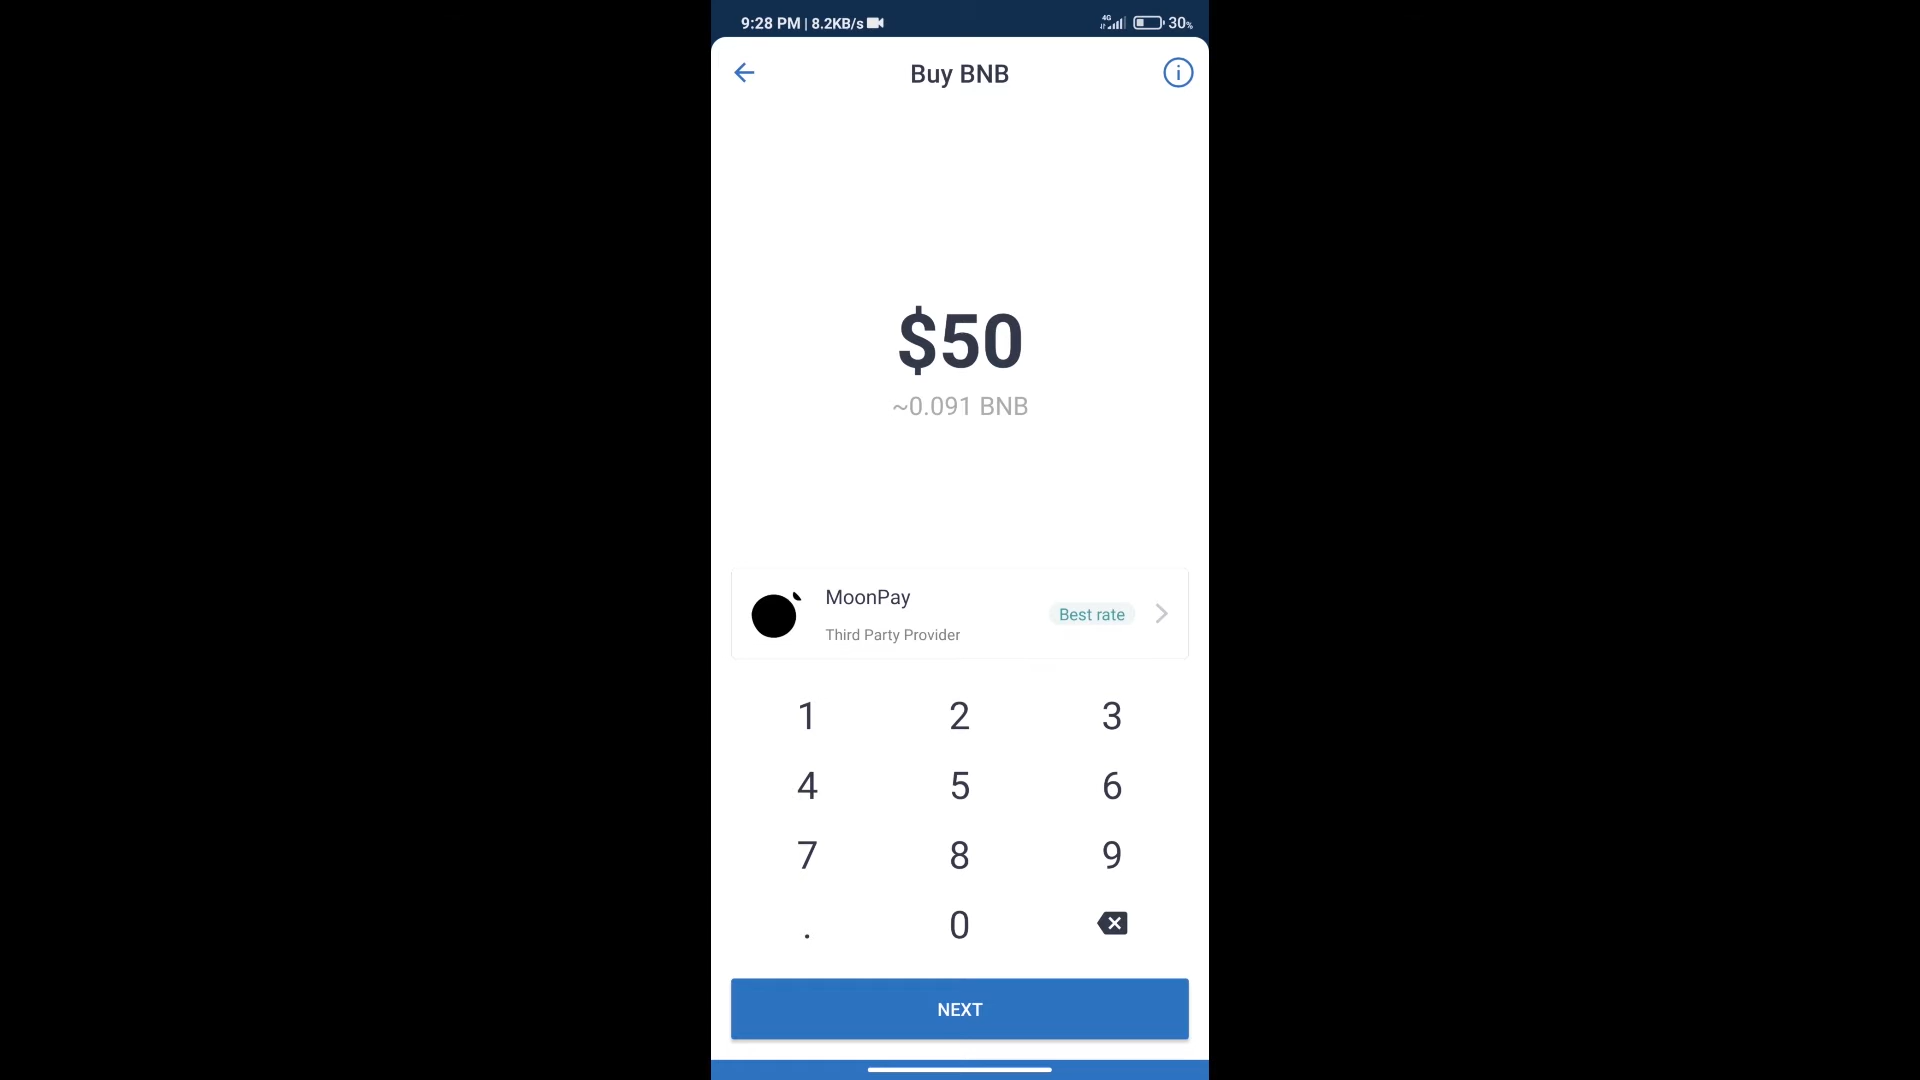 9:28 PM | 8.2KB/s 4G 30%
Buy BNB
$50
~0.091 BNB
MoonPay
Third Party Provider
Best rate
1 2 3
4 5 6
7 8 9
. 0
NEXT